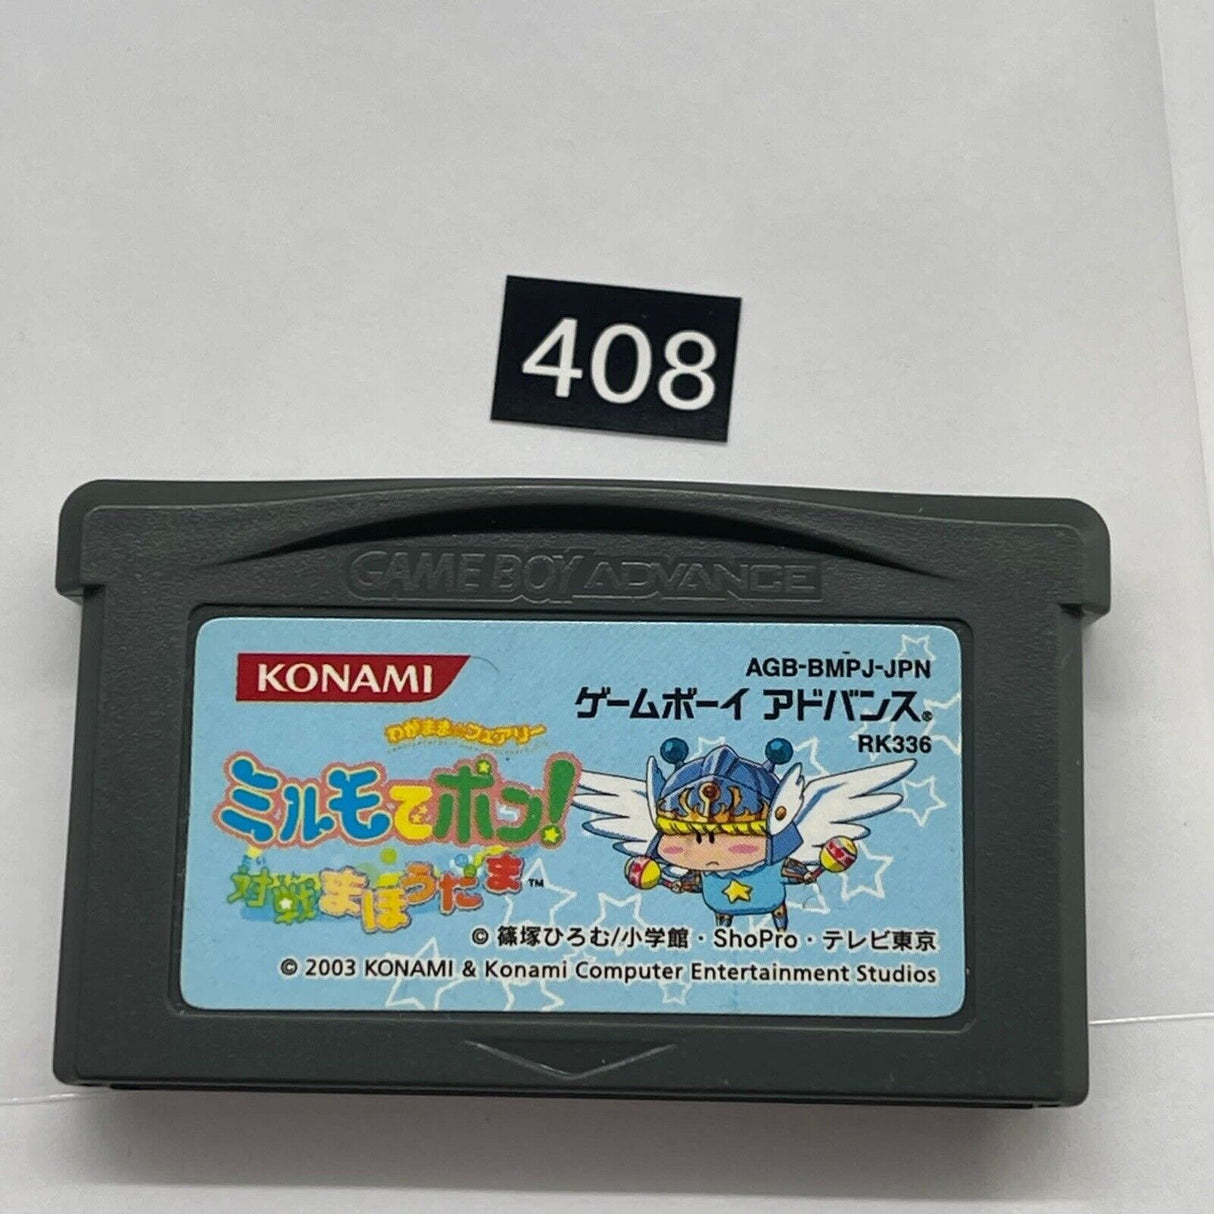 408
GAME BOY ADVANCE
KONAMI
AGB-BMPJ-JPN
ゲームボーイ アドバンス®
RK336
わがまま☆フェアリー
ミルモでポン!
対戦まほうだま™
© 篠塚ひろむ/小学館・ShoPro・テレビ東京
© 2003 KONAMI & Konami Computer Entertainment Studios